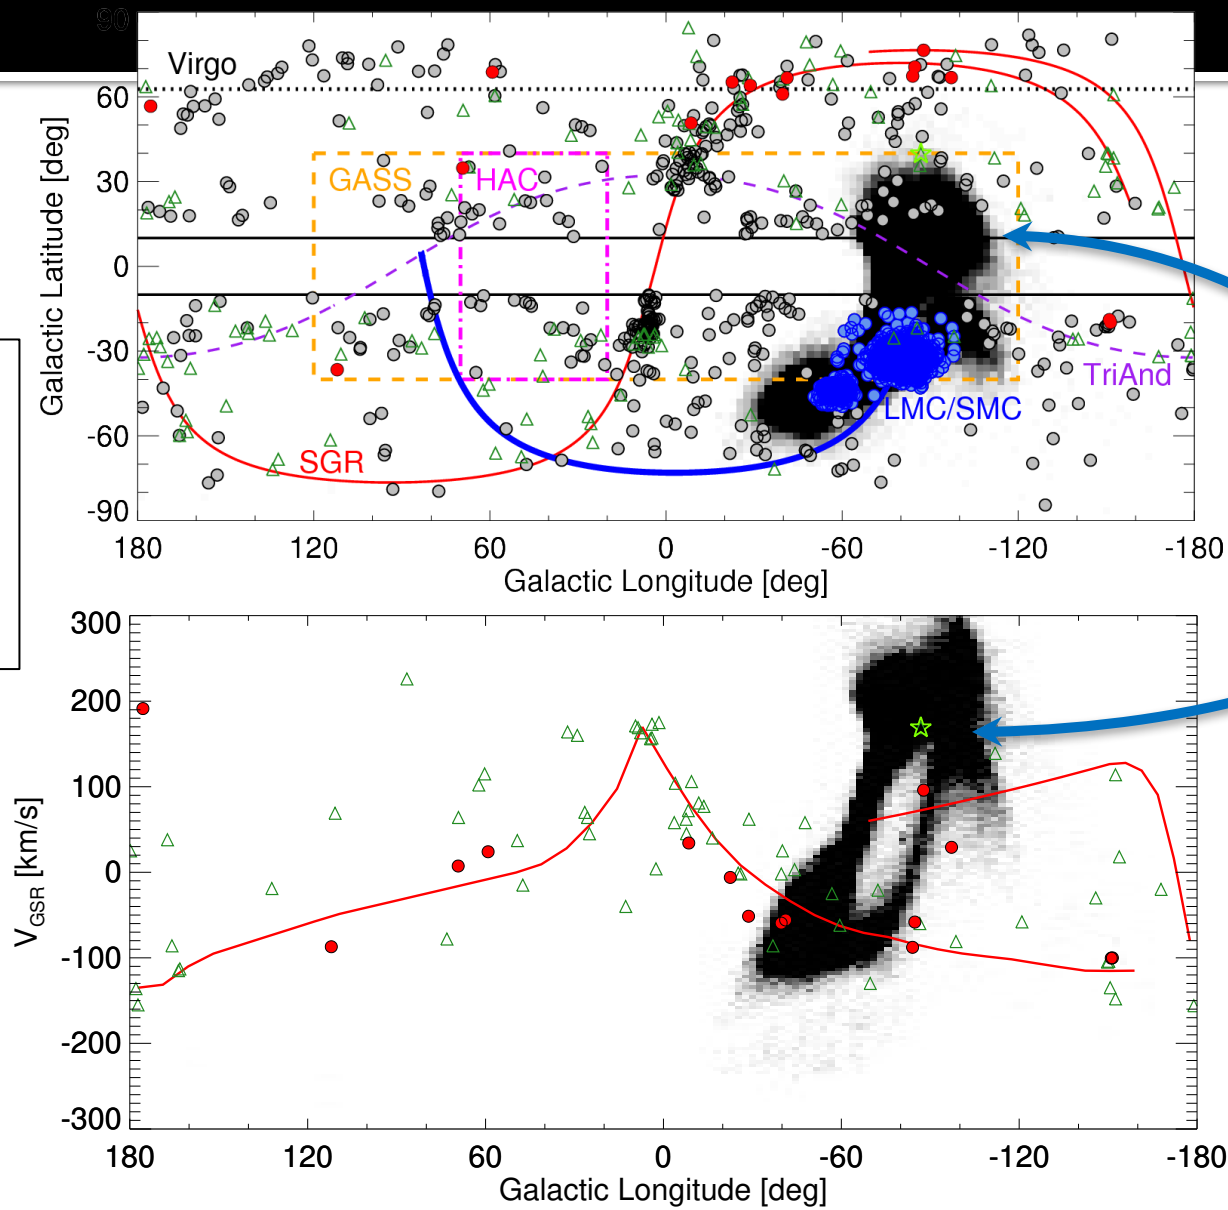 90
Virgo
60
GASS
HAC
30
0
-30
TriAnd
LMC/SMC
-60
SGR
-90
180
120
60
0
-60
-120
-180
Galactic Latitude [deg]
Galactic Longitude [deg]
300
200
100
0
-100
-200
-300
180
120
60
0
-60
-120
-180
V_GSR [km/s]
Galactic Longitude [deg]